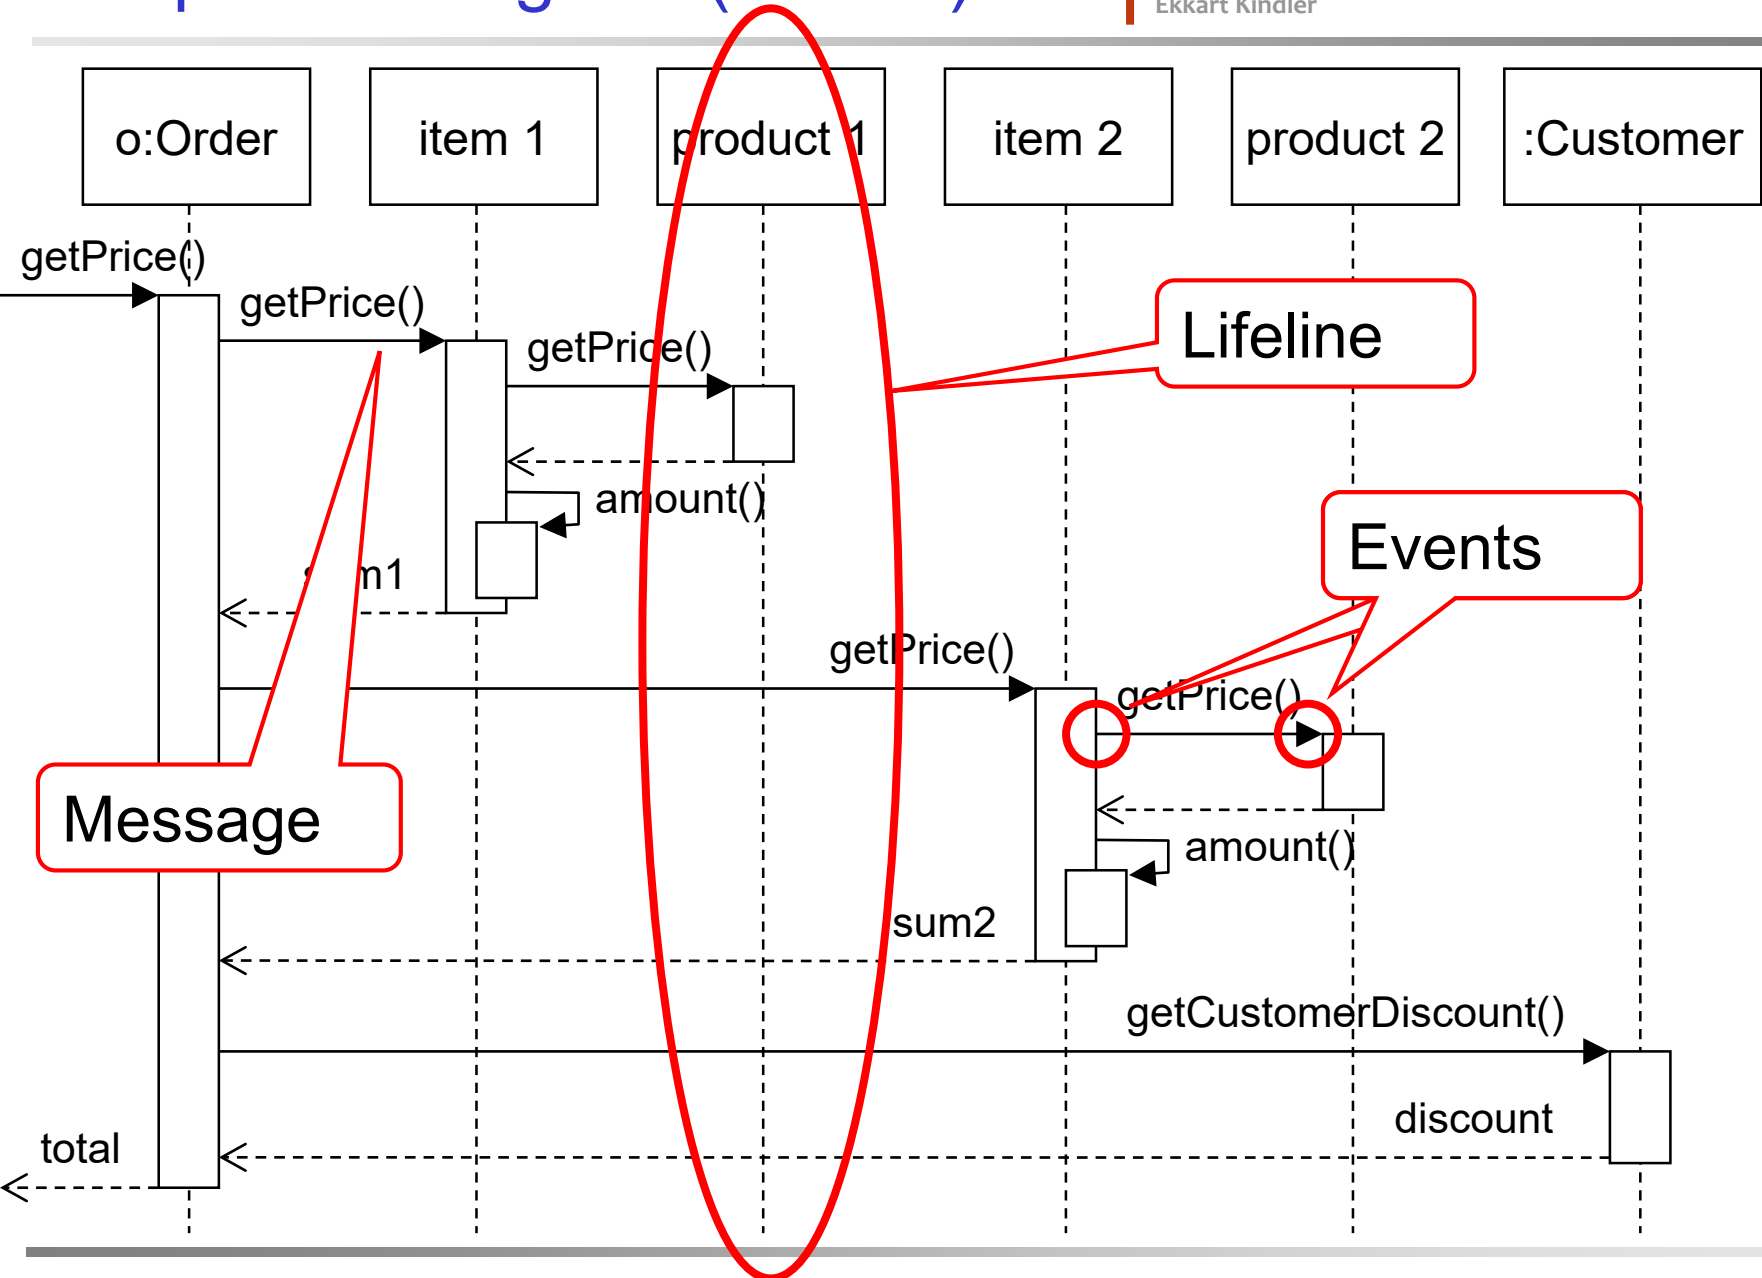 Ekkart Kindler
o:Order
item 1
product 1
item 2
product 2
:Customer
getPrice()
getPrice()
getPrice()
Lifeline
amount()
Events
getPrice()
getPrice()
Message
amount()
sum2
getCustomerDiscount()
discount
total